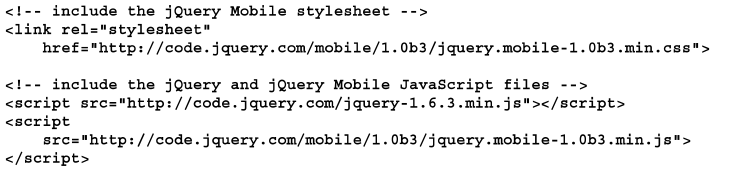 <!-- include the jQuery Mobile stylesheet -->
<link rel="stylesheet"
    href="http://code.jquery.com/mobile/1.0b3/jquery.mobile-1.0b3.min.css">

<!-- include the jQuery and jQuery Mobile JavaScript files -->
<script src="http://code.jquery.com/jquery-1.6.3.min.js"></script>
<script
    src="http://code.jquery.com/mobile/1.0b3/jquery.mobile-1.0b3.min.js">
</script>